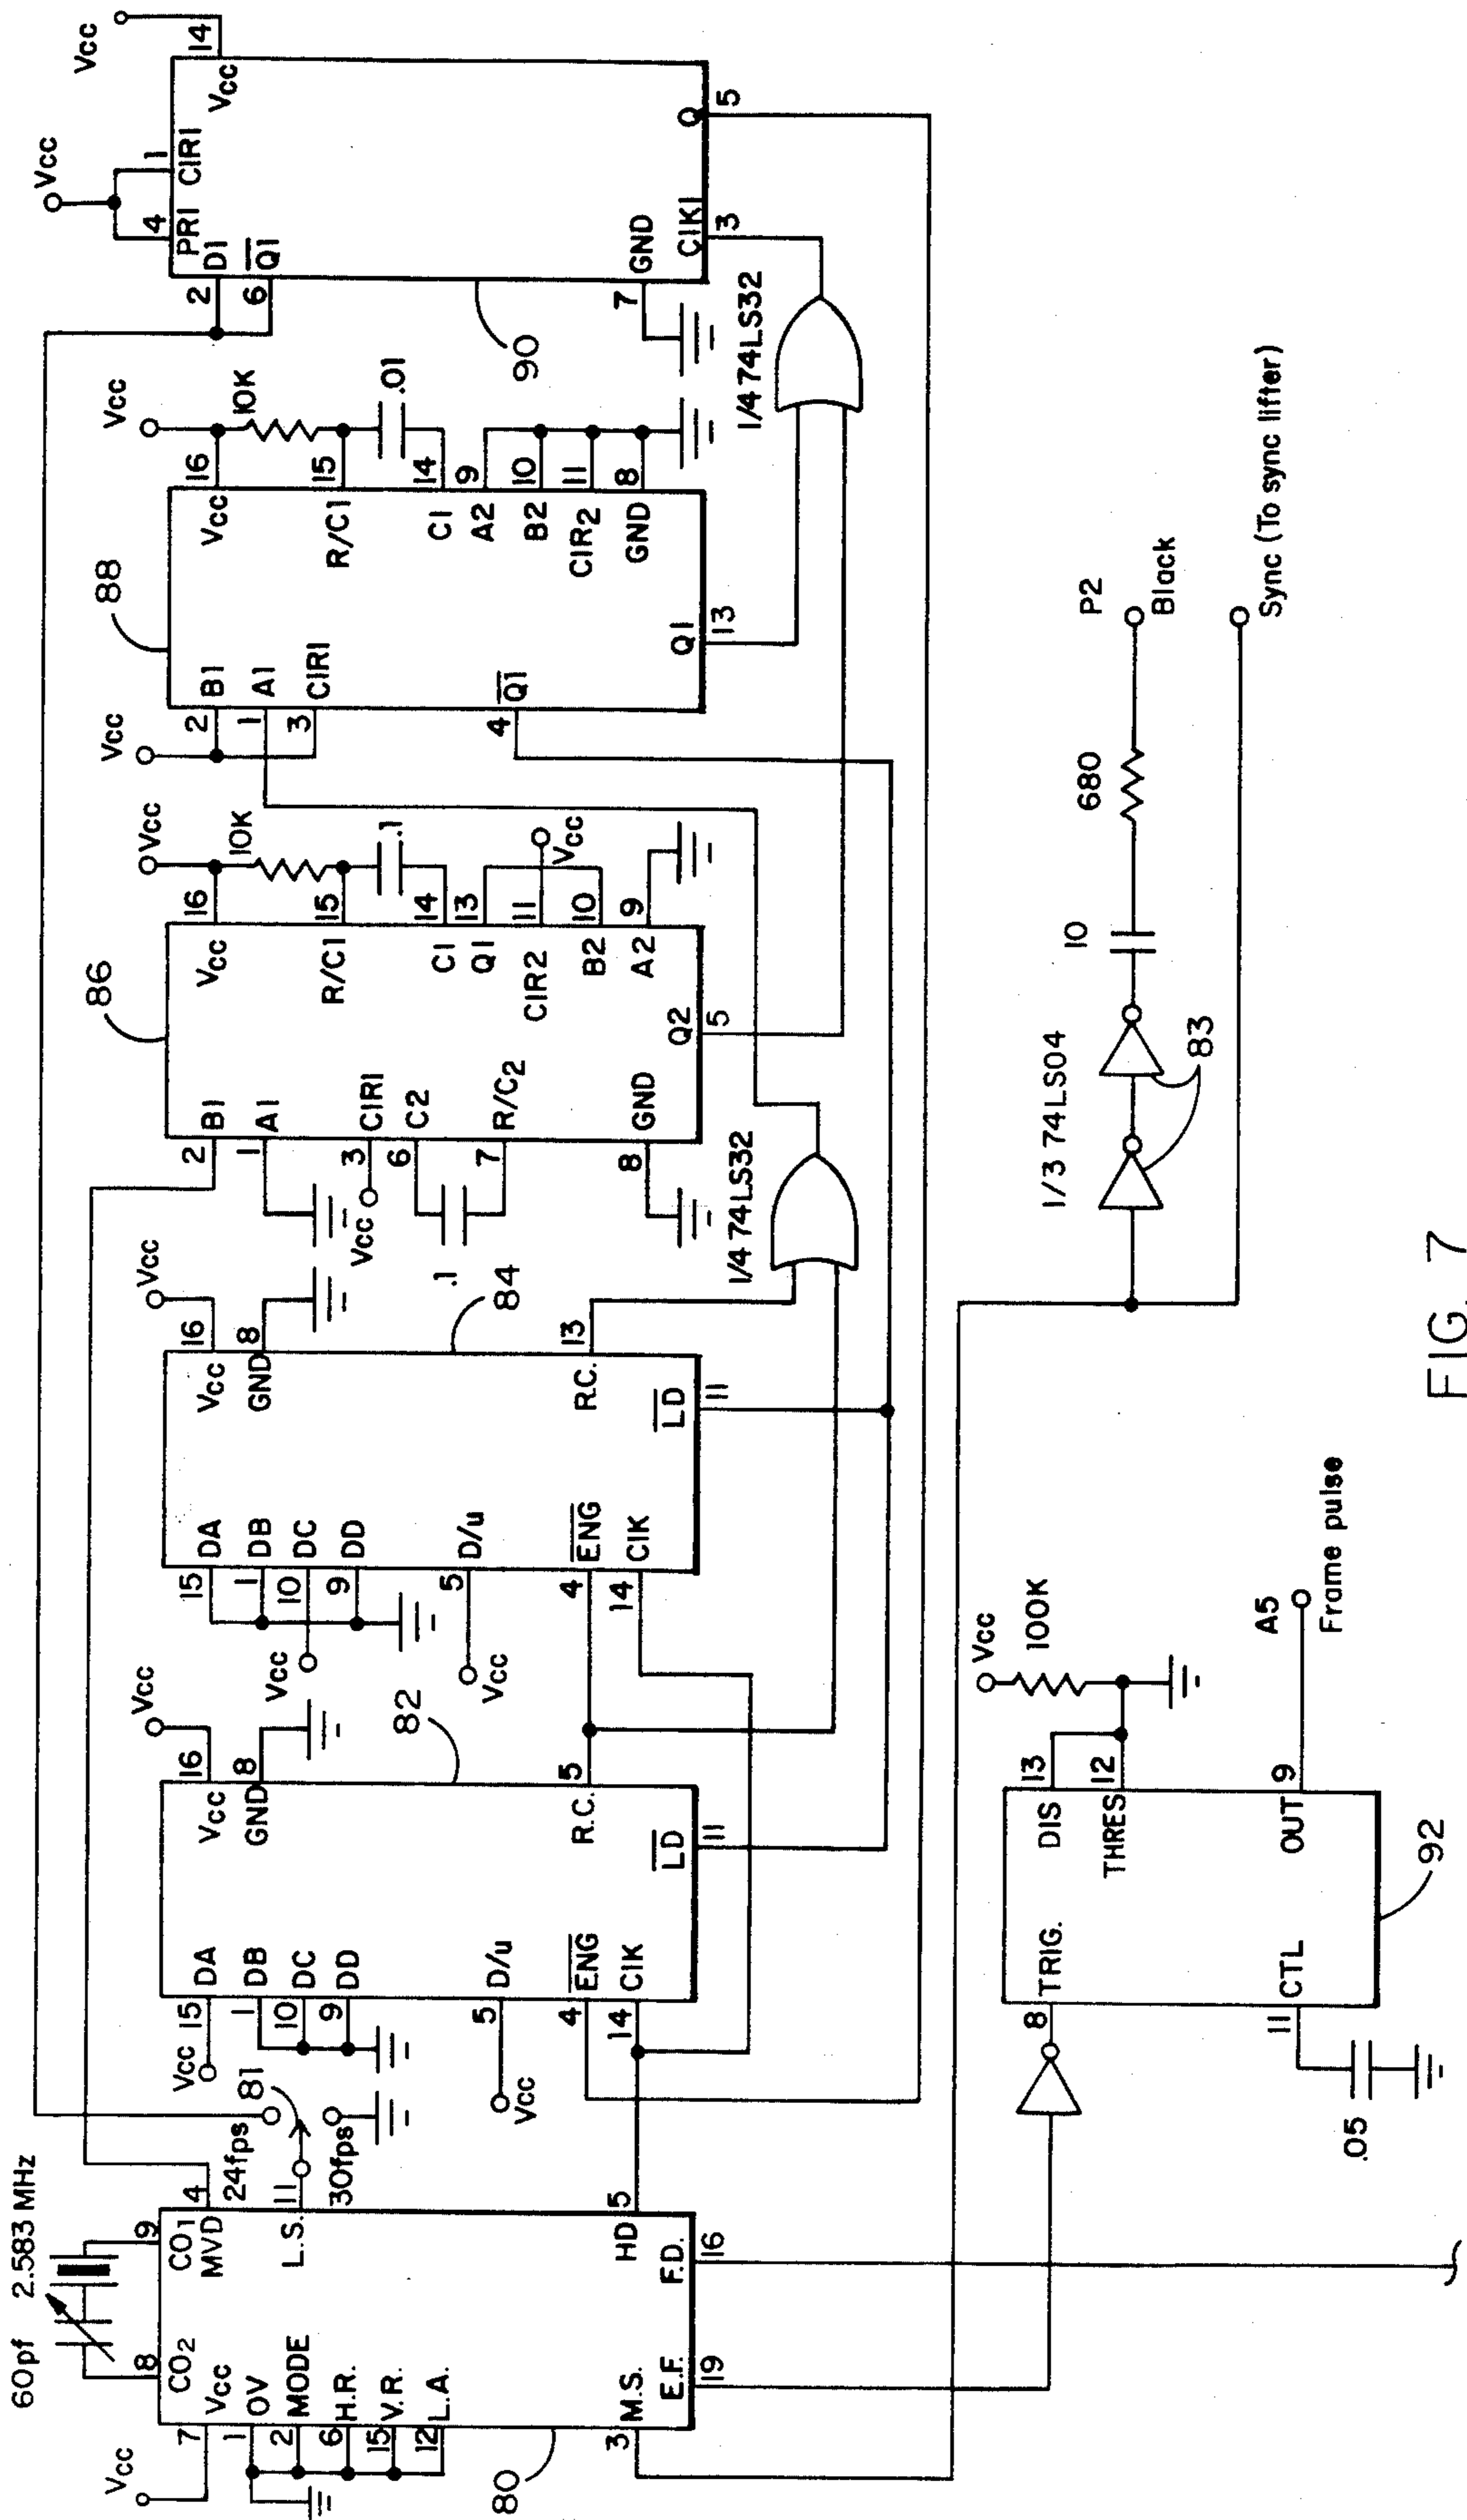 60pf 2.583 MHz
Vcc
7
8
9
CO2
CO1
Vcc
MVD
4
1
OV
2
MODE
24fps
L.S.
11
81
6
H.R.
30fps
15
V.R.
12
L.A.
HD
5
3
M.S.
E.F.
F.D.
19
16
80
Vcc
15
DA
1
DB
10
DC
9
DD
5
D/u
Vcc
4
ENG
14
CIK
Vcc
16
Vcc
8
GND
82
R.C.
5
LD
11
15
DA
1
DB
10
DC
9
DD
Vcc
5
D/u
Vcc
4
ENG
14
CIK
Vcc
16
Vcc
8
GND
84
R.C.
13
LD
11
1/4 74LS32
86
2
B1
1
A1
3
CIR1
Vcc
6
C2
7
R/C2
.1
8
GND
Q2
5
Vcc
16
Vcc
10K
15
R/C1
.1
14
C1
13
Q1
11
CIR2
Vcc
10
B2
9
A2
88
Vcc
2
B1
1
A1
3
CIR1
4
Q1
Q1
13
Vcc
16
Vcc
10K
15
R/C1
.01
14
C1
9
A2
10
B2
11
CIR2
8
GND
1/4 74LS32
Vcc
4
1
PR1
CIR1
2
D1
6
Q1
14
Vcc
Vcc
90
7
GND
CIK1
3
Q
5
8
TRIG.
11
CTL
.05
13
DIS
12
THRES
Vcc
100K
9
OUT
A5
Frame pulse
92
1/3 74LS04
83
10
680
P2
Black
Sync (To sync lifter)
FIG. 7